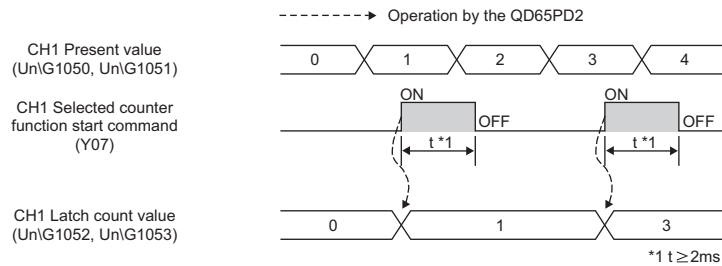 Operation by the QD65PD2
CH1 Present value
(Un\G1050, Un\G1051)
0 1 2 3 4
CH1 Selected counter
function start command
(Y07)
ON OFF ON OFF
t *1 t *1
CH1 Latch count value
(Un\G1052, Un\G1053)
0 1 3
*1 t ≥ 2ms